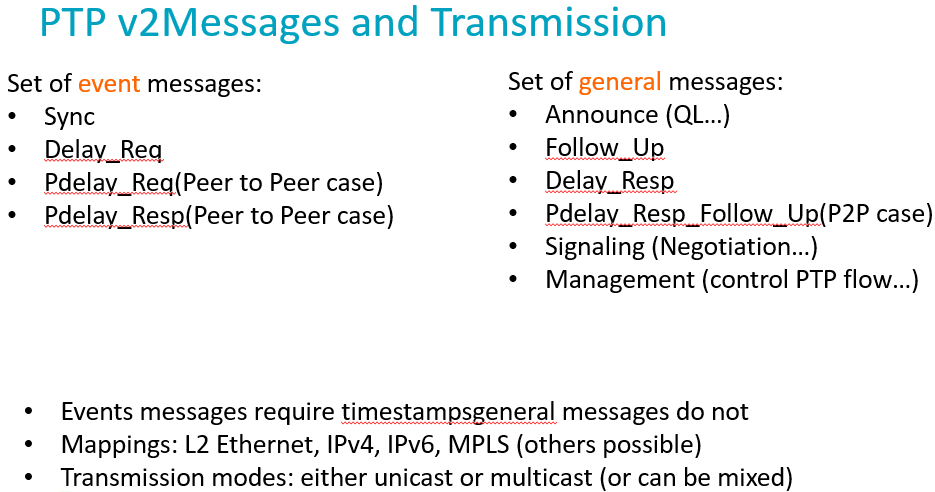 PTP v2Messages and Transmission
Set of event messages:
• Sync
• Delay_Req
• Pdelay_Req(Peer to Peer case)
• Pdelay_Resp(Peer to Peer case)
Set of general messages:
• Announce (QL...)
• Follow_Up
• Delay_Resp
• Pdelay_Resp_Follow_Up(P2P case)
• Signaling (Negotiation...)
• Management (control PTP flow...)
• Events messages require timestampsgeneral messages do not
• Mappings: L2 Ethernet, IPv4, IPv6, MPLS (others possible)
• Transmission modes: either unicast or multicast (or can be mixed)